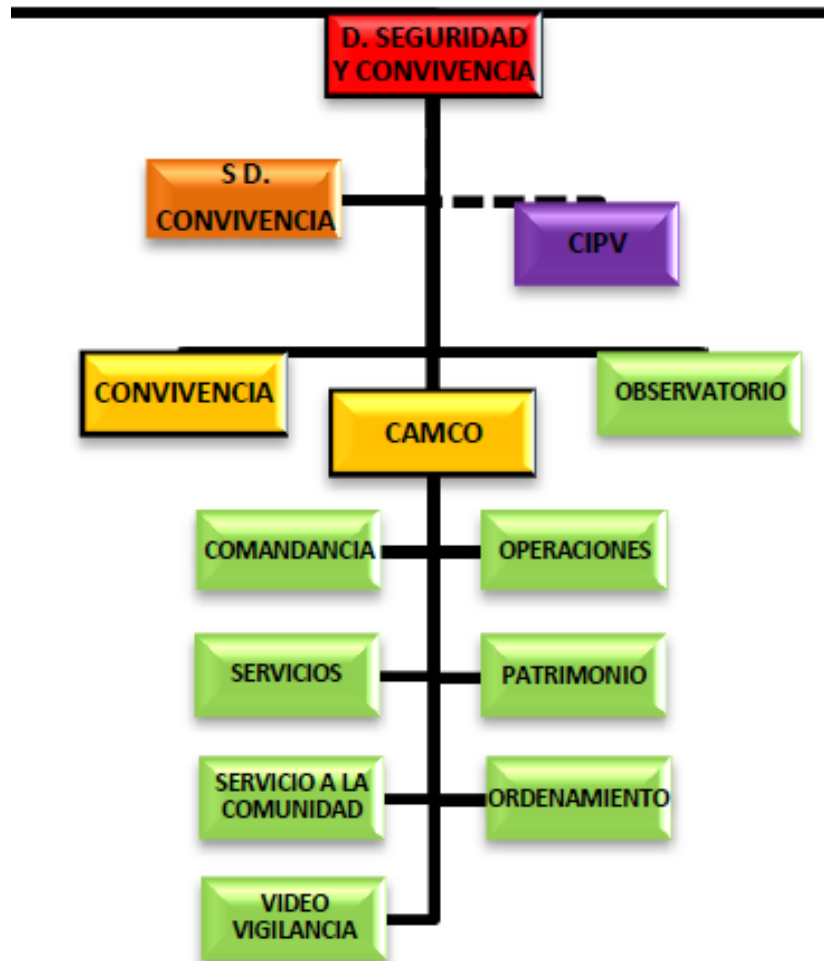 D. SEGURIDAD
Y CONVIVENCIA
S D.
CONVIVENCIA
CIPV
CONVIVENCIA
OBSERVATORIO
CAMCO
COMANDANCIA
OPERACIONES
SERVICIOS
PATRIMONIO
SERVICIO A LA
COMUNIDAD
ORDENAMIENTO
VIDEO
VIGILANCIA